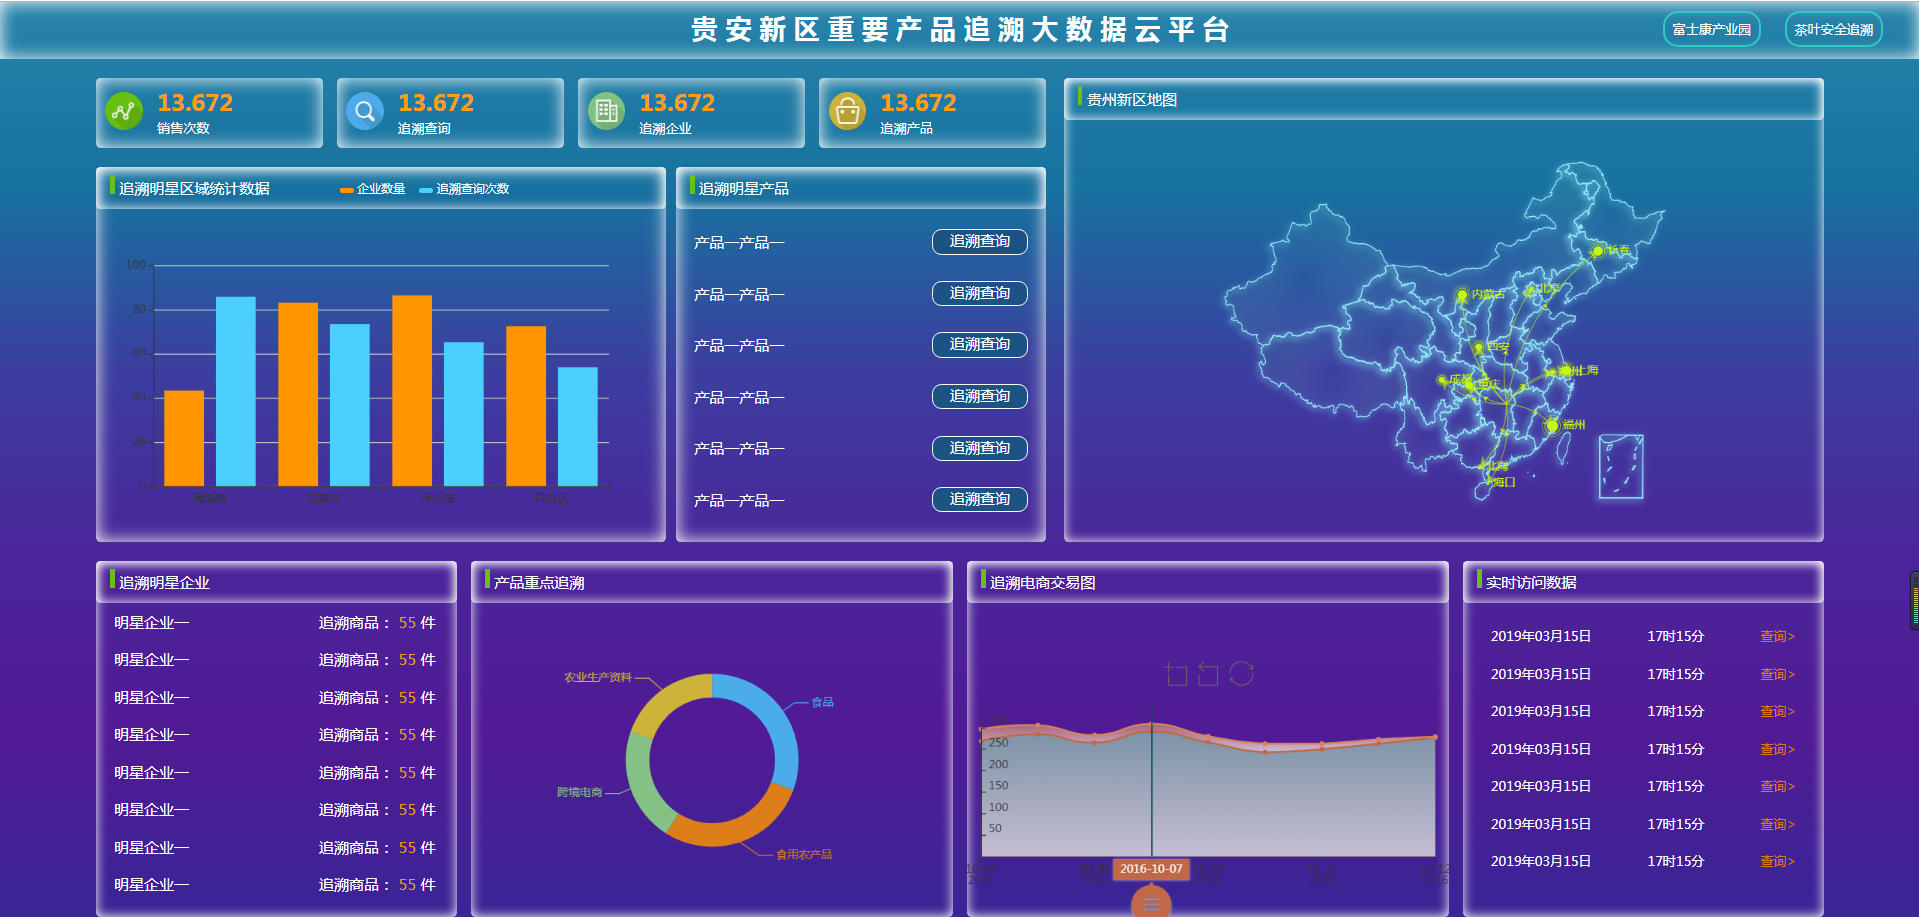 贵安新区重要产品追溯大数据云平台
富士康产业园
茶叶安全追溯
13.672
销售次数
13.672
追溯查询
13.672
追溯企业
13.672
追溯产品
贵州新区地图
长春
内蒙古
北京
西安
成都
重庆
上海
福州
北海
海口
追溯明星区域统计数据
企业数量
追溯查询次数
100
80
60
40
20
0
追溯明星产品
产品一产品一 追溯查询
产品一产品一 追溯查询
产品一产品一 追溯查询
产品一产品一 追溯查询
产品一产品一 追溯查询
产品一产品一 追溯查询
追溯明星企业
明星企业一 追溯商品： 55 件
明星企业一 追溯商品： 55 件
明星企业一 追溯商品： 55 件
明星企业一 追溯商品： 55 件
明星企业一 追溯商品： 55 件
明星企业一 追溯商品： 55 件
明星企业一 追溯商品： 55 件
明星企业一 追溯商品： 55 件
产品重点追溯
农业生产资料
食品
跨境电商
食用农产品
追溯电商交易图
250
200
150
100
50
2016-10-07
实时访问数据
2019年03月15日 17时15分 查询>
2019年03月15日 17时15分 查询>
2019年03月15日 17时15分 查询>
2019年03月15日 17时15分 查询>
2019年03月15日 17时15分 查询>
2019年03月15日 17时15分 查询>
2019年03月15日 17时15分 查询>